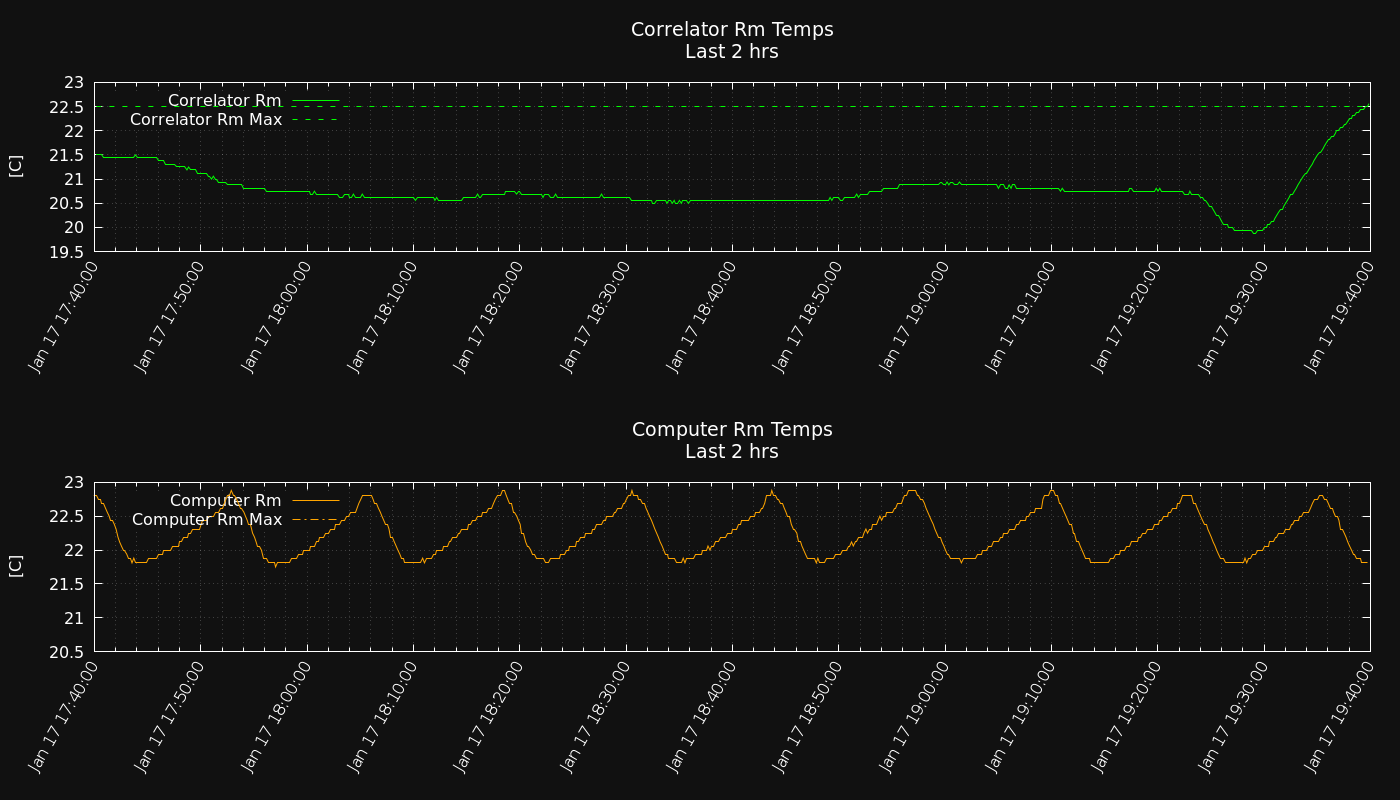 Correlator Rm Temps
Last 2 hrs
23
22.5
22
21.5
21
20.5
20
19.5
[C]
Correlator Rm
Correlator Rm Max
Jan 17 17:40:00
Jan 17 17:50:00
Jan 17 18:00:00
Jan 17 18:10:00
Jan 17 18:20:00
Jan 17 18:30:00
Jan 17 18:40:00
Jan 17 18:50:00
Jan 17 19:00:00
Jan 17 19:10:00
Jan 17 19:20:00
Jan 17 19:30:00
Jan 17 19:40:00
Computer Rm Temps
Last 2 hrs
23
22.5
22
21.5
21
20.5
[C]
Computer Rm
Computer Rm Max
Jan 17 17:40:00
Jan 17 17:50:00
Jan 17 18:00:00
Jan 17 18:10:00
Jan 17 18:20:00
Jan 17 18:30:00
Jan 17 18:40:00
Jan 17 18:50:00
Jan 17 19:00:00
Jan 17 19:10:00
Jan 17 19:20:00
Jan 17 19:30:00
Jan 17 19:40:00